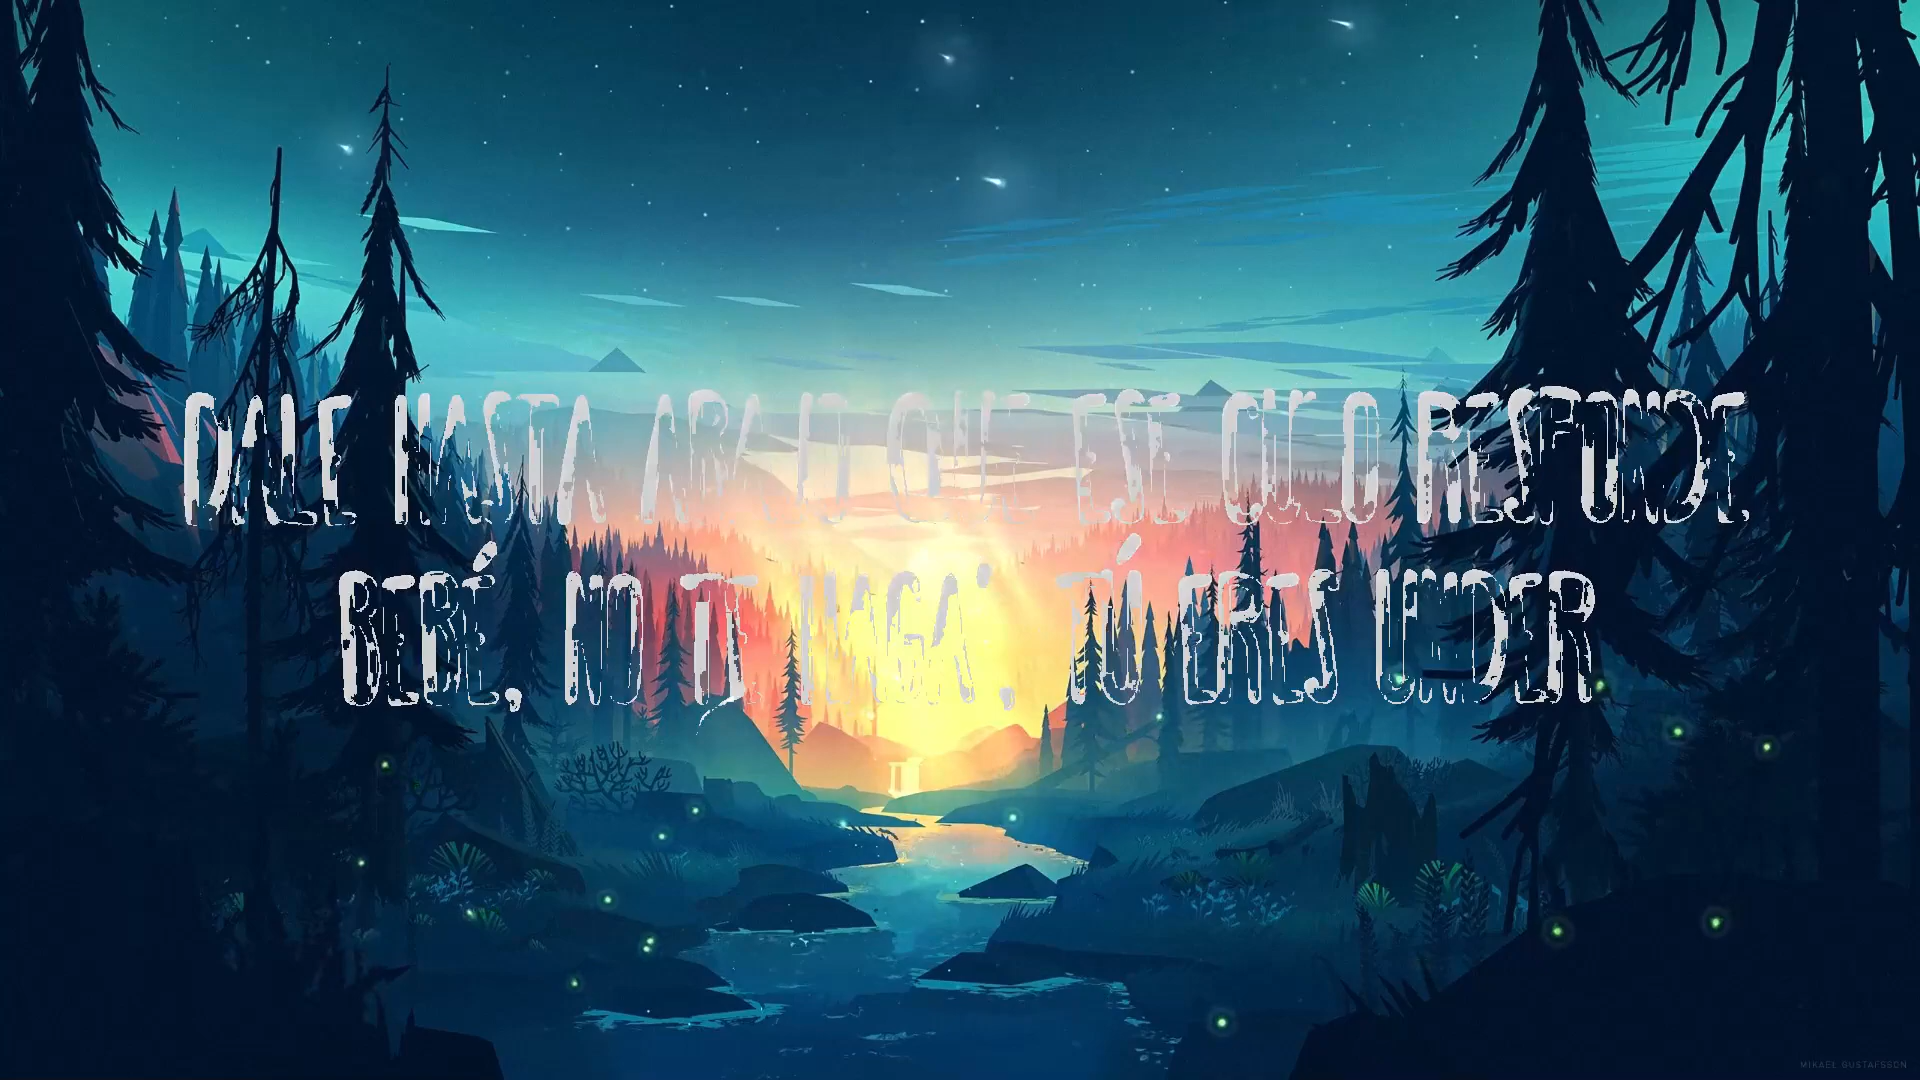 DALE HASTA ABAJO QUE ESE CULO RESPONDE
BEBÉ, NO TE HAGA', TÚ ERES UNDER
MIKAEL GUSTAFSSON